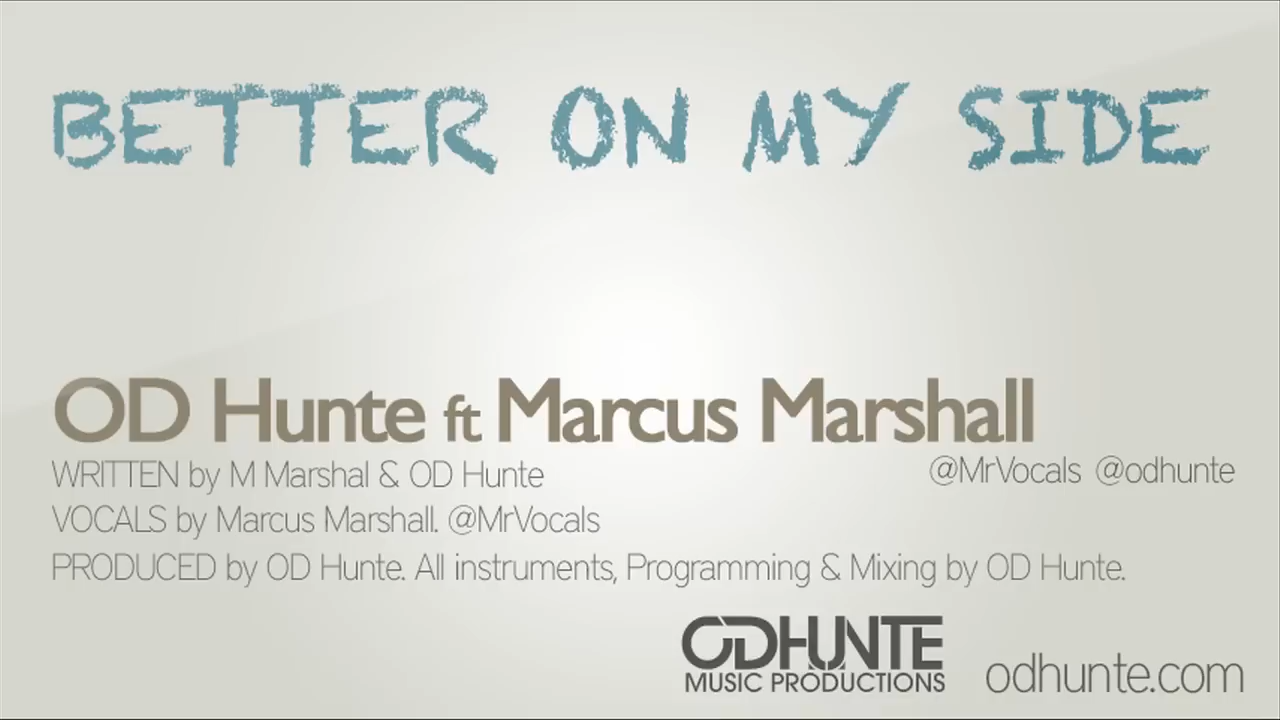 BETTER ON MY SIDE
OD Hunte ft Marcus Marshall
WRITTEN by M Marshal & OD Hunte
@MrVocals @odhunte
VOCALS by Marcus Marshall. @MrVocals
PRODUCED by OD Hunte. All instruments, Programming & Mixing by OD Hunte.
ODHUNTE
MUSIC PRODUCTIONS
odhunte.com